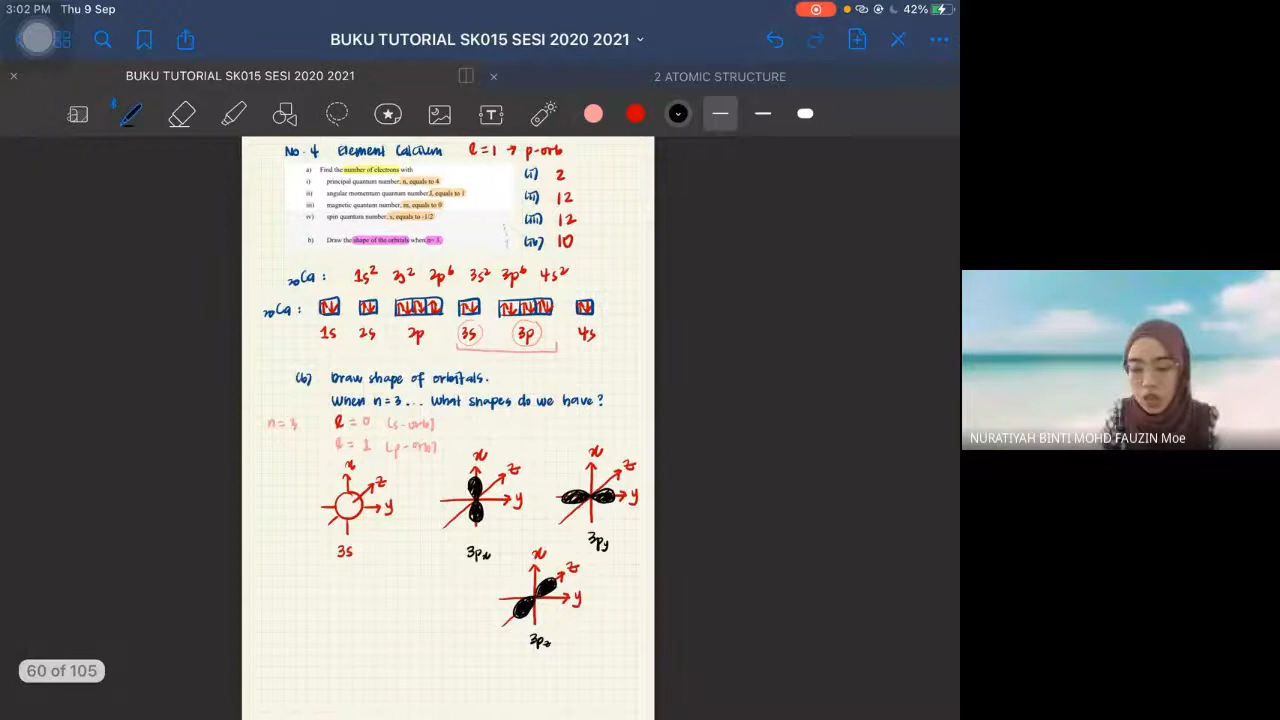 3:02 PM Thu 9 Sep
42%
BUKU TUTORIAL SK015 SESI 2020 2021
BUKU TUTORIAL SK015 SESI 2020 2021
2 ATOMIC STRUCTURE
No. 4 Element Calcium l = 1 → p-orb
a) Find the number of electrons with
i) principal quantum number, n, equals to 4
ii) angular momentum quantum number, l, equals to 1
iii) magnetic quantum number, m, equals to 0
iv) spin quantum number, s, equals to -1/2
b) Draw the shape of the orbitals when n= 3.
(i) 2
(ii) 12
(iii) 12
(iv) 10
₂₀Ca : 1s² 2s² 2p⁶ 3s² 3p⁶ 4s²
₂₀Ca :
1s 2s 2p 3s 3p 4s
(b) Draw shape of orbitals.
When n = 3 ... What shapes do we have?
n = 3 l = 0 (s-orb)
l = 1 (p-orb)
x z y
3s
x z y
3px
x z y
3py
x z y
3pz
60 of 105
NURATIYAH BINTI MOHD FAUZIN Moe